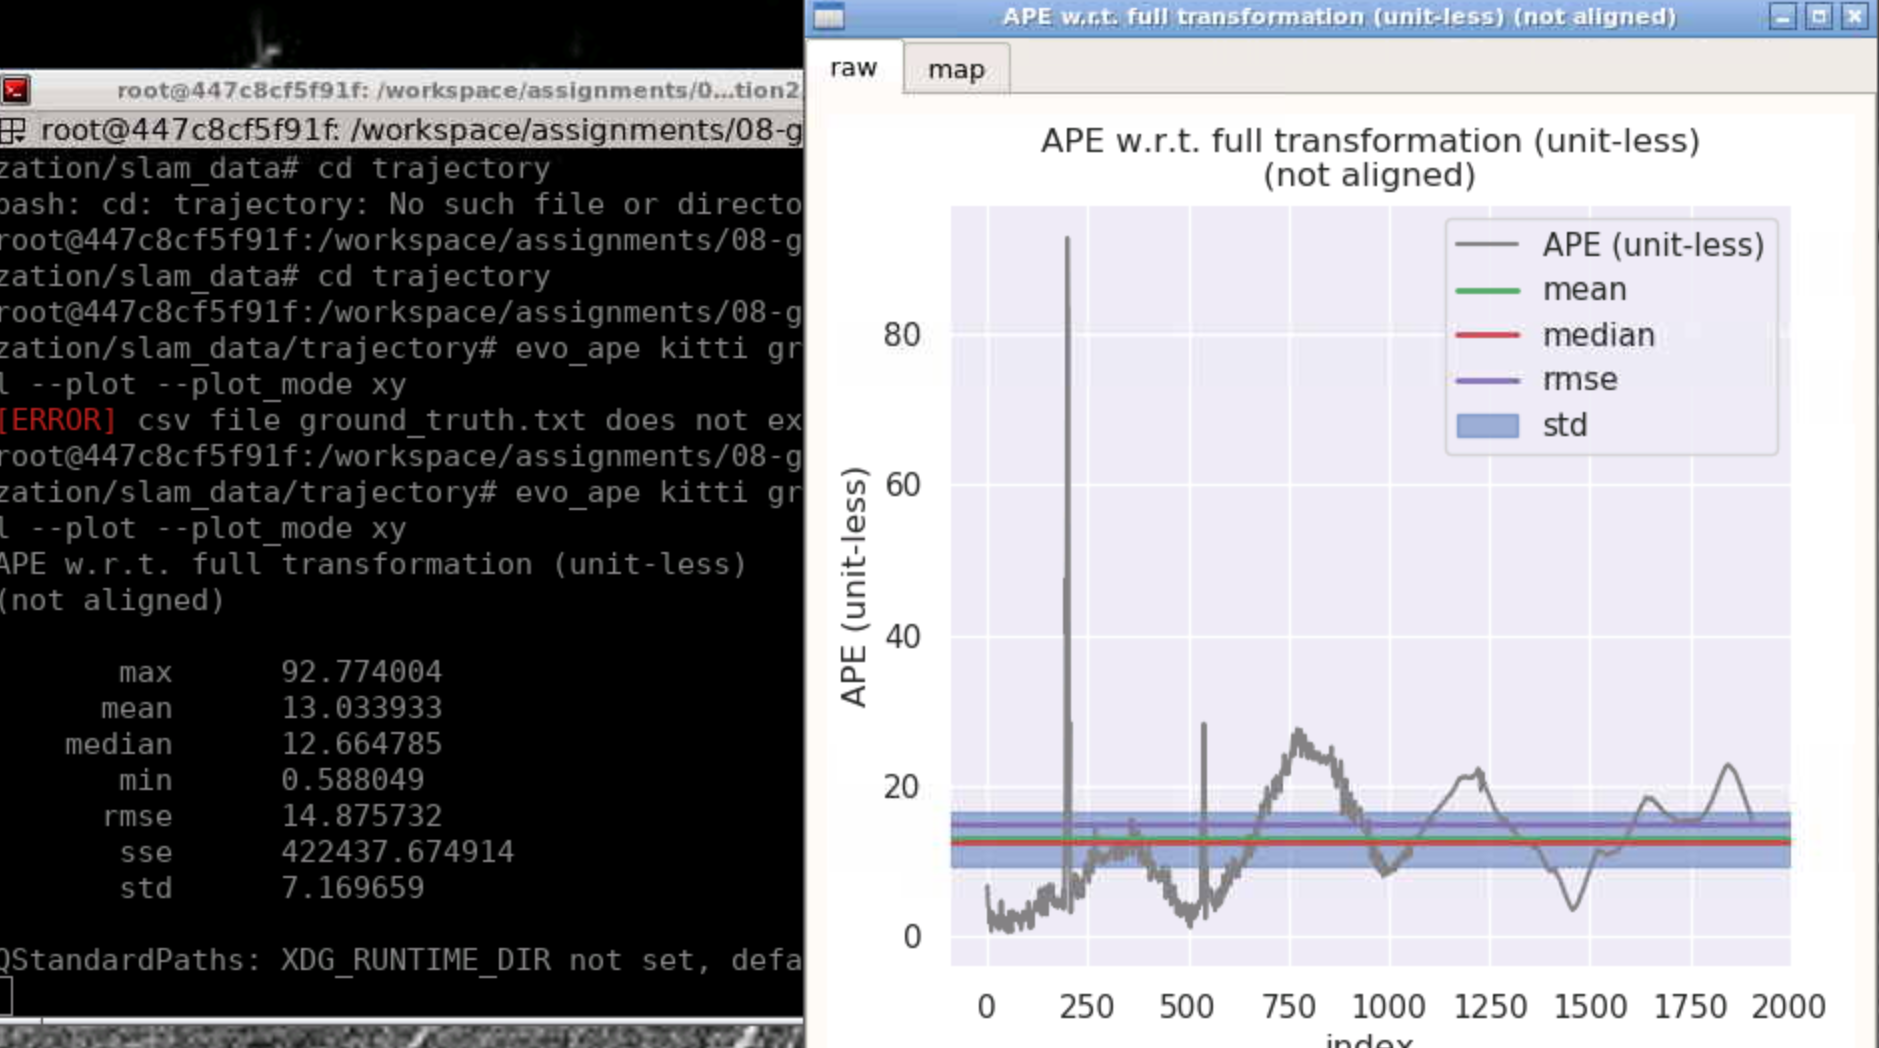 root@447c8cf5f91f: /workspace/assignments/0...tion2
root@447c8cf5f91f: /workspace/assignments/08-g
zation/slam_data# cd trajectory
bash: cd: trajectory: No such file or directo
root@447c8cf5f91f:/workspace/assignments/08-g
zation/slam_data# cd trajectory
root@447c8cf5f91f:/workspace/assignments/08-g
zation/slam_data/trajectory# evo_ape kitti gr
l --plot --plot_mode xy
[ERROR] csv file ground_truth.txt does not ex
root@447c8cf5f91f:/workspace/assignments/08-g
zation/slam_data/trajectory# evo_ape kitti gr
l --plot --plot_mode xy
APE w.r.t. full transformation (unit-less)
(not aligned)
max 92.774004
mean 13.033933
median 12.664785
min 0.588049
rmse 14.875732
sse 422437.674914
std 7.169659
QStandardPaths: XDG_RUNTIME_DIR not set, defa
APE w.r.t. full transformation (unit-less) (not aligned)
raw map
APE w.r.t. full transformation (unit-less)
(not aligned)
APE (unit-less)
mean
median
rmse
std
APE (unit-less)
80
60
40
20
0
0 250 500 750 1000 1250 1500 1750 2000
index